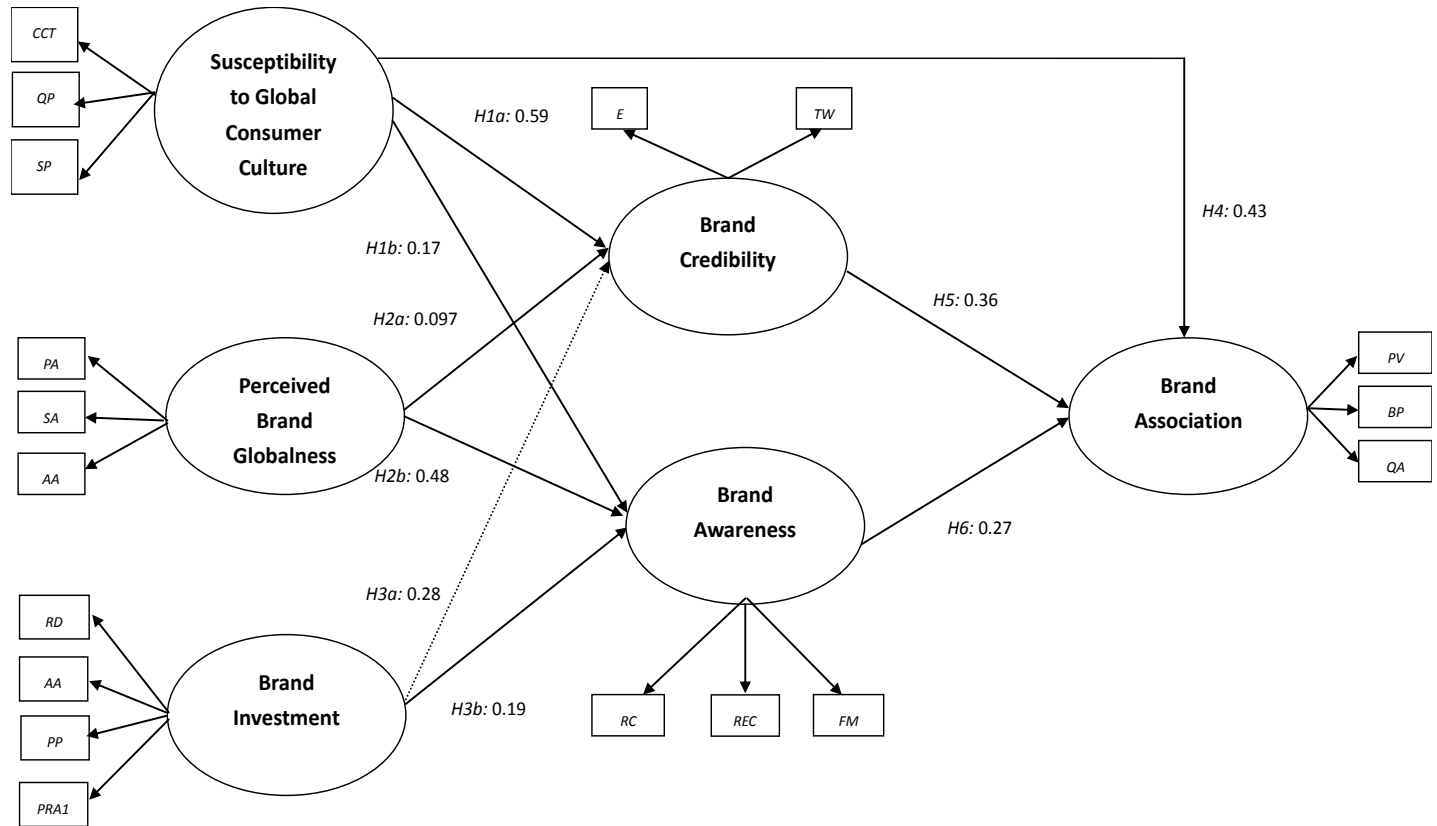 CCT
QP
SP
Susceptibility
to Global
Consumer
Culture
H1a: 0.59
E
TW
H1b: 0.17
Brand
Credibility
H4: 0.43
H2a: 0.097
H5: 0.36
PA
SA
AA
Perceived
Brand
Globalness
H2b: 0.48
Brand
Association
PV
BP
QA
Brand
Awareness
H6: 0.27
H3a: 0.28
RD
AA
PP
PRA1
Brand
Investment
H3b: 0.19
RC
REC
FM